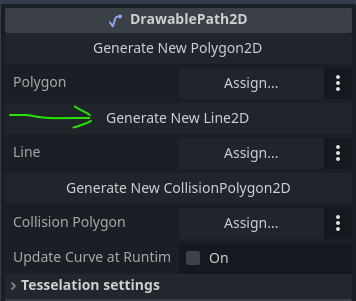 DrawablePath2D
Generate New Polygon2D
Polygon Assign...
Generate New Line2D
Line Assign...
Generate New CollisionPolygon2D
Collision Polygon Assign...
Update Curve at Runtim On
Tesselation settings